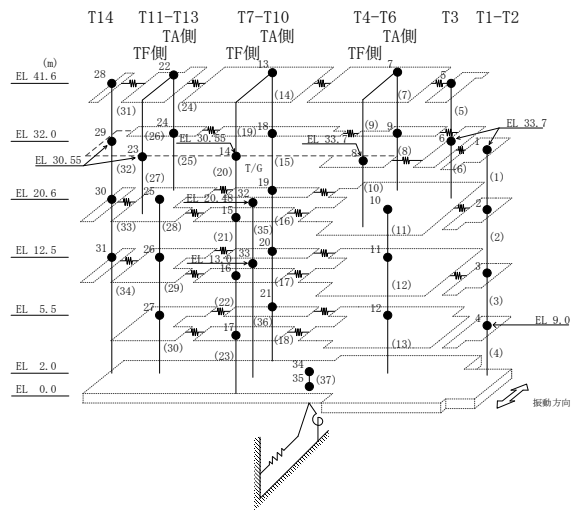 T14 T11−T13 T7−T10 T4−T6 T3 T1−T2
TA側 TA側 TA側
TF側 TF側 TF側
(m)
EL 41.6 28 22 13 7 5
(31) (24) (14) (7) (5)
EL 32.0 29 24 (26) (19) 18 (9) 9 6 1 EL 33.7
EL 30.55 23 EL 30.55 14 EL 33.7 8 (8) (6)
(32) (25) (20) T/G (15) (1)
(27) (10)
EL 20.6 30 25 EL 20.48 32 19 10 2
(33) (28) 15 (35) (16) (11) (2)
EL 12.5 31 26 (21) EL 13.0 33 20 11 3
(34) (29) 16 (17) (12) (3)
EL 5.5 27 (22) 21 12 4 EL 9.0
(30) 17 (36) (18) (13) (4)
(23)
EL 2.0 34
EL 0.0 35 (37)
振動方向